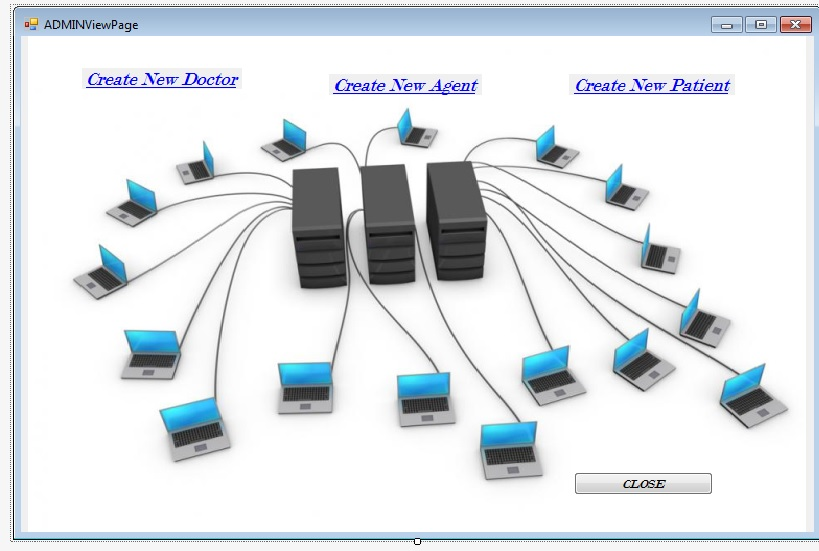 ADMINViewPage
Create New Doctor
Create New Agent
Create New Patient
CLOSE